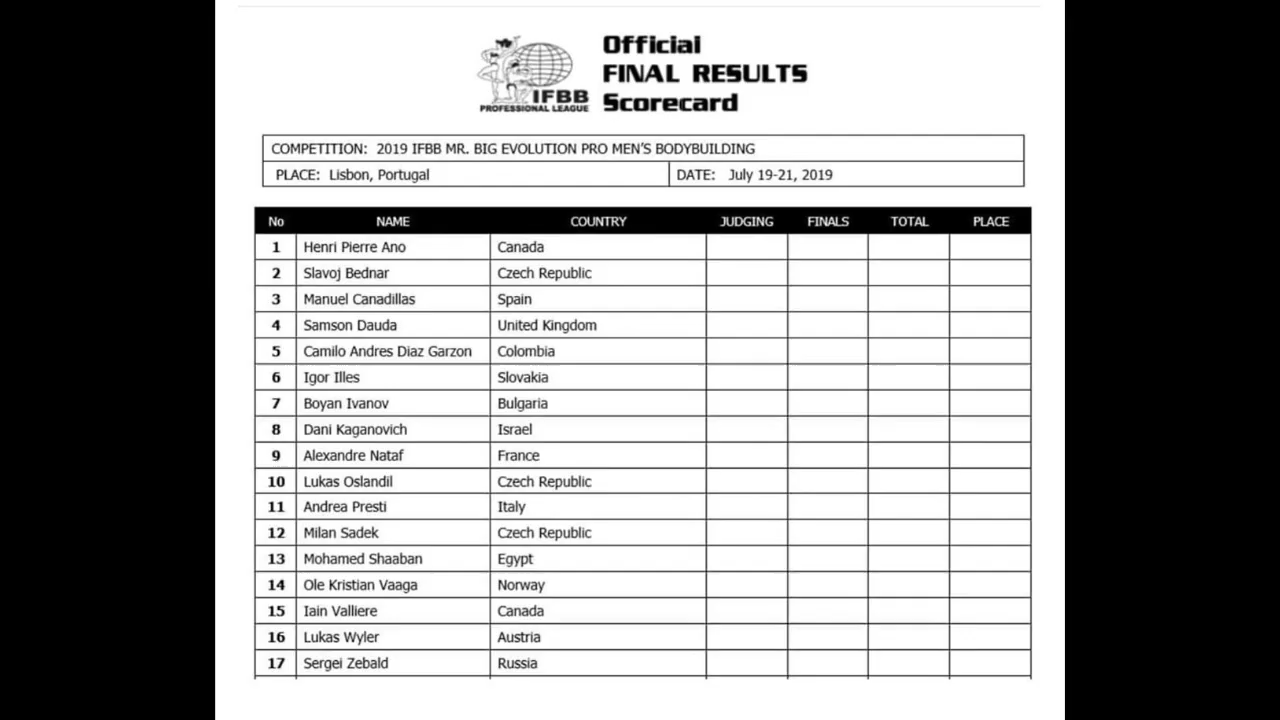 Official
FINAL RESULTS
Scorecard
IFBB
PROFESSIONAL LEAGUE
COMPETITION: 2019 IFBB MR. BIG EVOLUTION PRO MEN'S BODYBUILDING
PLACE: Lisbon, Portugal DATE: July 19-21, 2019
No NAME COUNTRY JUDGING FINALS TOTAL PLACE
1 Henri Pierre Ano Canada
2 Slavoj Bednar Czech Republic
3 Manuel Canadillas Spain
4 Samson Dauda United Kingdom
5 Camilo Andres Diaz Garzon Colombia
6 Igor Illes Slovakia
7 Boyan Ivanov Bulgaria
8 Dani Kaganovich Israel
9 Alexandre Nataf France
10 Lukas Oslandil Czech Republic
11 Andrea Presti Italy
12 Milan Sadek Czech Republic
13 Mohamed Shaaban Egypt
14 Ole Kristian Vaaga Norway
15 Iain Valliere Canada
16 Lukas Wyler Austria
17 Sergei Zebald Russia